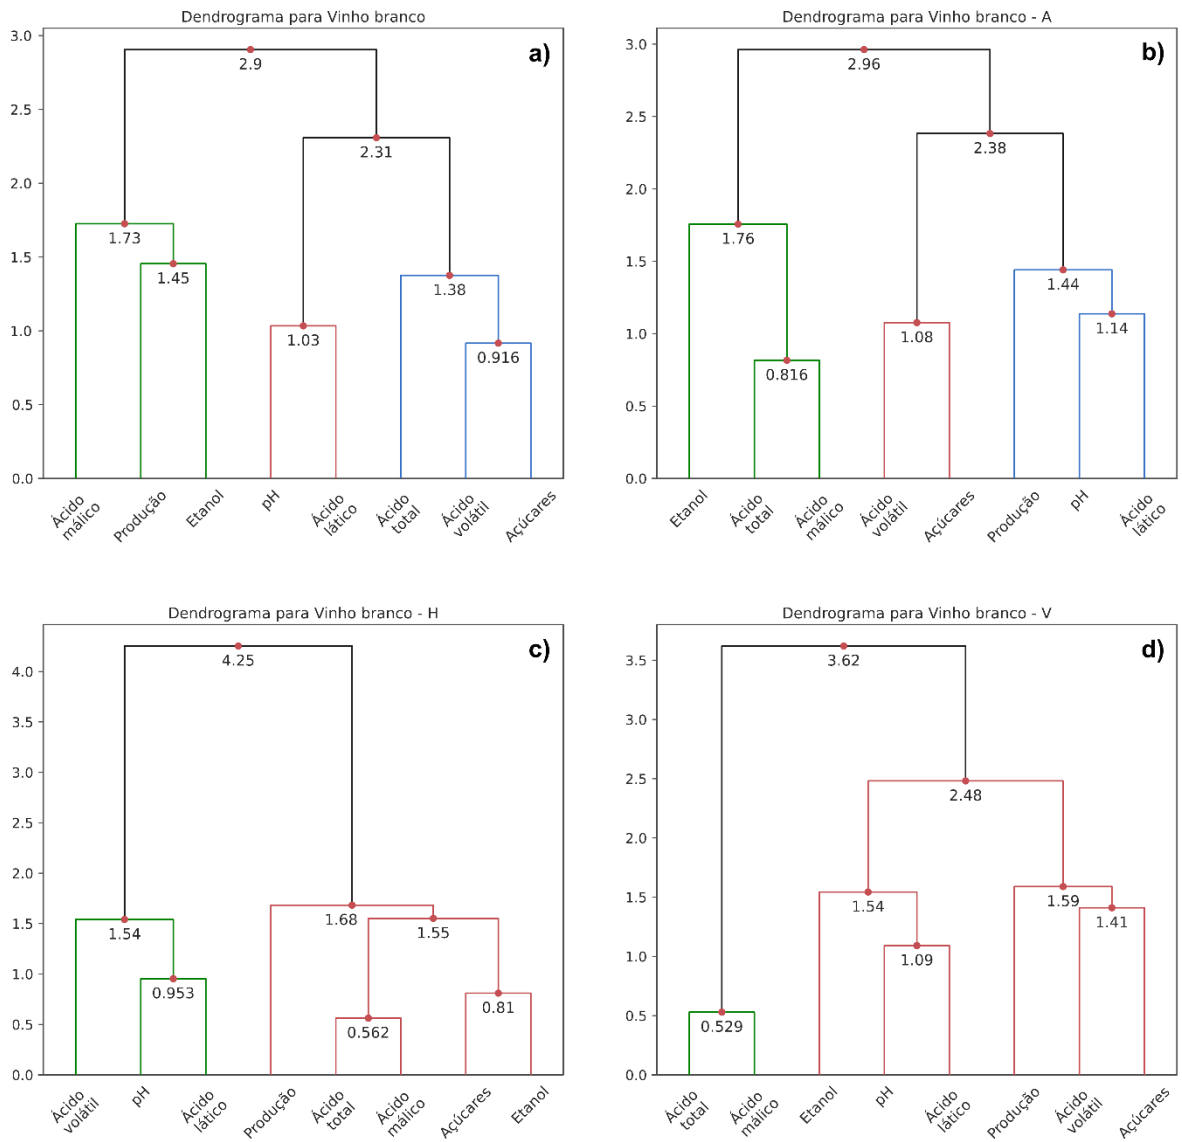 Dendrograma para Vinho branco
a)
3.0
2.5
2.0
1.5
1.0
0.5
0.0
2.9
2.31
1.73
1.45
1.38
1.03
0.916
Ácido
málico
Produção
Etanol
pH
Ácido
lático
Ácido
total
Ácido
volátil
Açúcares
Dendrograma para Vinho branco - A
b)
3.0
2.5
2.0
1.5
1.0
0.5
0.0
2.96
2.38
1.76
1.44
1.14
1.08
0.816
Etanol
Ácido
total
Ácido
málico
Ácido
volátil
Açúcares
Produção
pH
Ácido
lático
Dendrograma para Vinho branco - H
c)
4.0
3.5
3.0
2.5
2.0
1.5
1.0
0.5
0.0
4.25
1.68
1.54
1.55
0.953
0.81
0.562
Ácido
volátil
pH
Ácido
lático
Produção
Ácido
total
Ácido
málico
Açúcares
Etanol
Dendrograma para Vinho branco - V
d)
3.5
3.0
2.5
2.0
1.5
1.0
0.5
0.0
3.62
2.48
1.54
1.59
1.41
1.09
0.529
Ácido
total
Ácido
málico
Etanol
pH
Ácido
lático
Produção
Ácido
volátil
Açúcares